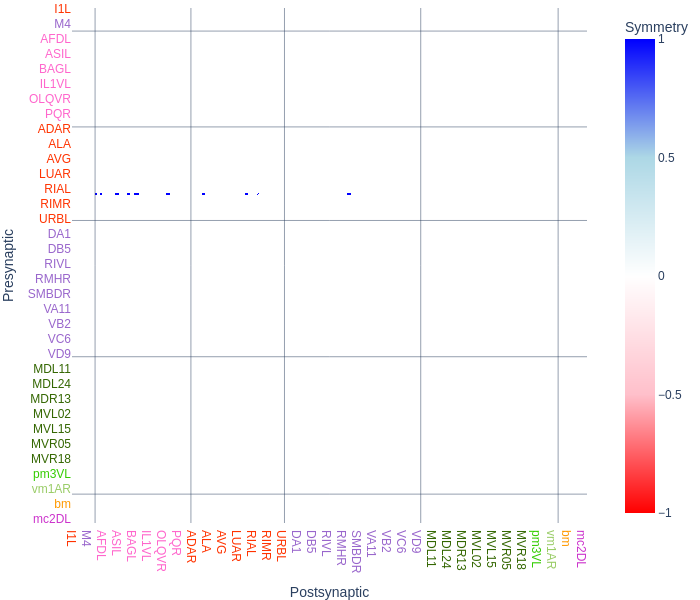 Symmetry
1
0.5
0
−0.5
−1
Presynaptic
I1L
M4
AFDL
ASIL
BAGL
IL1VL
OLQVR
PQR
ADAR
ALA
AVG
LUAR
RIAL
RIMR
URBL
DA1
DB5
RIVL
RMHR
SMBDR
VA11
VB2
VC6
VD9
MDL11
MDL24
MDR13
MVL02
MVL15
MVR05
MVR18
pm3VL
vm1AR
bm
mc2DL
I1L
M4
AFDL
ASIL
BAGL
IL1VL
OLQVR
PQR
ADAR
ALA
AVG
LUAR
RIAL
RIMR
URBL
DA1
DB5
RIVL
RMHR
SMBDR
VA11
VB2
VC6
VD9
MDL11
MDL24
MDR13
MVL02
MVL15
MVR05
MVR18
pm3VL
vm1AR
bm
mc2DL
Postsynaptic